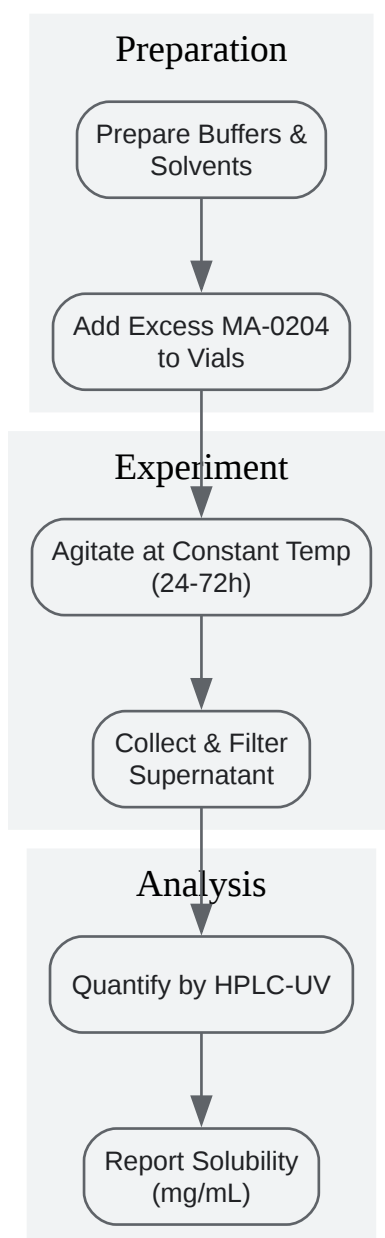 Preparation
Prepare Buffers &
Solvents
Add Excess MA-0204
to Vials
Experiment
Agitate at Constant Temp
(24-72h)
Collect & Filter
Supernatant
Analysis
Quantify by HPLC-UV
Report Solubility
(mg/mL)